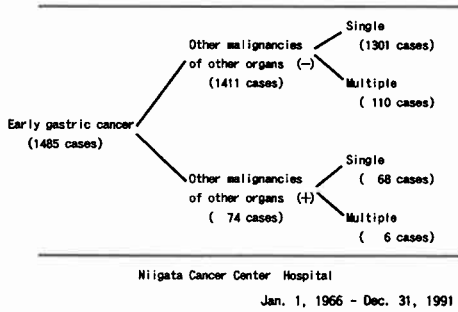 Single
(1301 cases)
Other malignancies
of other organs (−)
(1411 cases)
Multiple
( 110 cases)
Early gastric cancer
(1485 cases)
Single
( 68 cases)
Other malignancies
of other organs (+)
( 74 cases)
Multiple
( 6 cases)
Niigata Cancer Center Hospital
Jan. 1, 1966 - Dec. 31, 1991